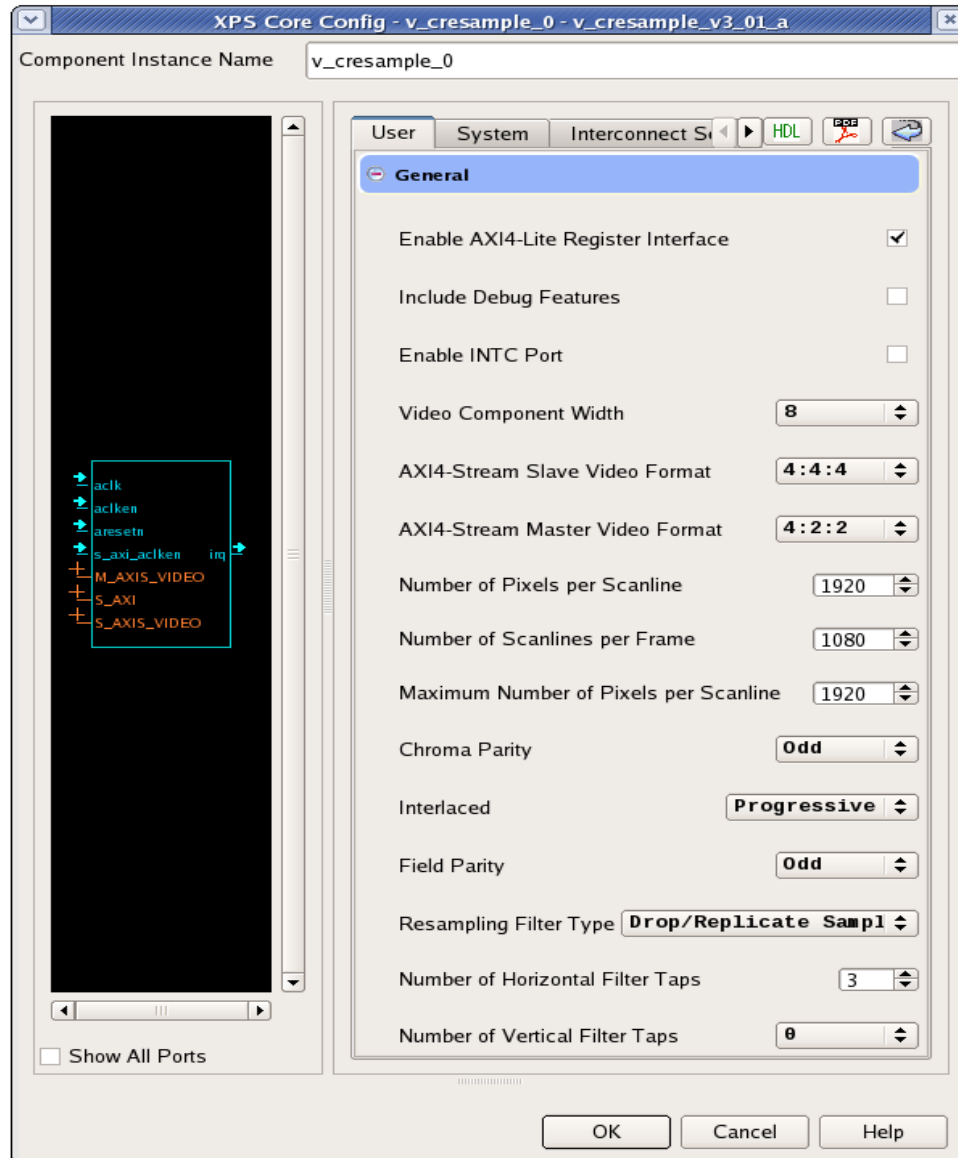 XPS Core Config - v_cresample_0 - v_cresample_v3_01_a
Component Instance Name v_cresample_0
User System Interconnect Se HDL PDF
General
Enable AXI4-Lite Register Interface
Include Debug Features
Enable INTC Port
Video Component Width 8
AXI4-Stream Slave Video Format 4:4:4
AXI4-Stream Master Video Format 4:2:2
Number of Pixels per Scanline 1920
Number of Scanlines per Frame 1080
Maximum Number of Pixels per Scanline 1920
Chroma Parity Odd
Interlaced Progressive
Field Parity Odd
Resampling Filter Type Drop/Replicate Sampl
Number of Horizontal Filter Taps 3
Number of Vertical Filter Taps 0
aclk
aclken
aresetn
s_axi_aclken irq
M_AXIS_VIDEO
S_AXI
S_AXIS_VIDEO
Show All Ports
OK Cancel Help